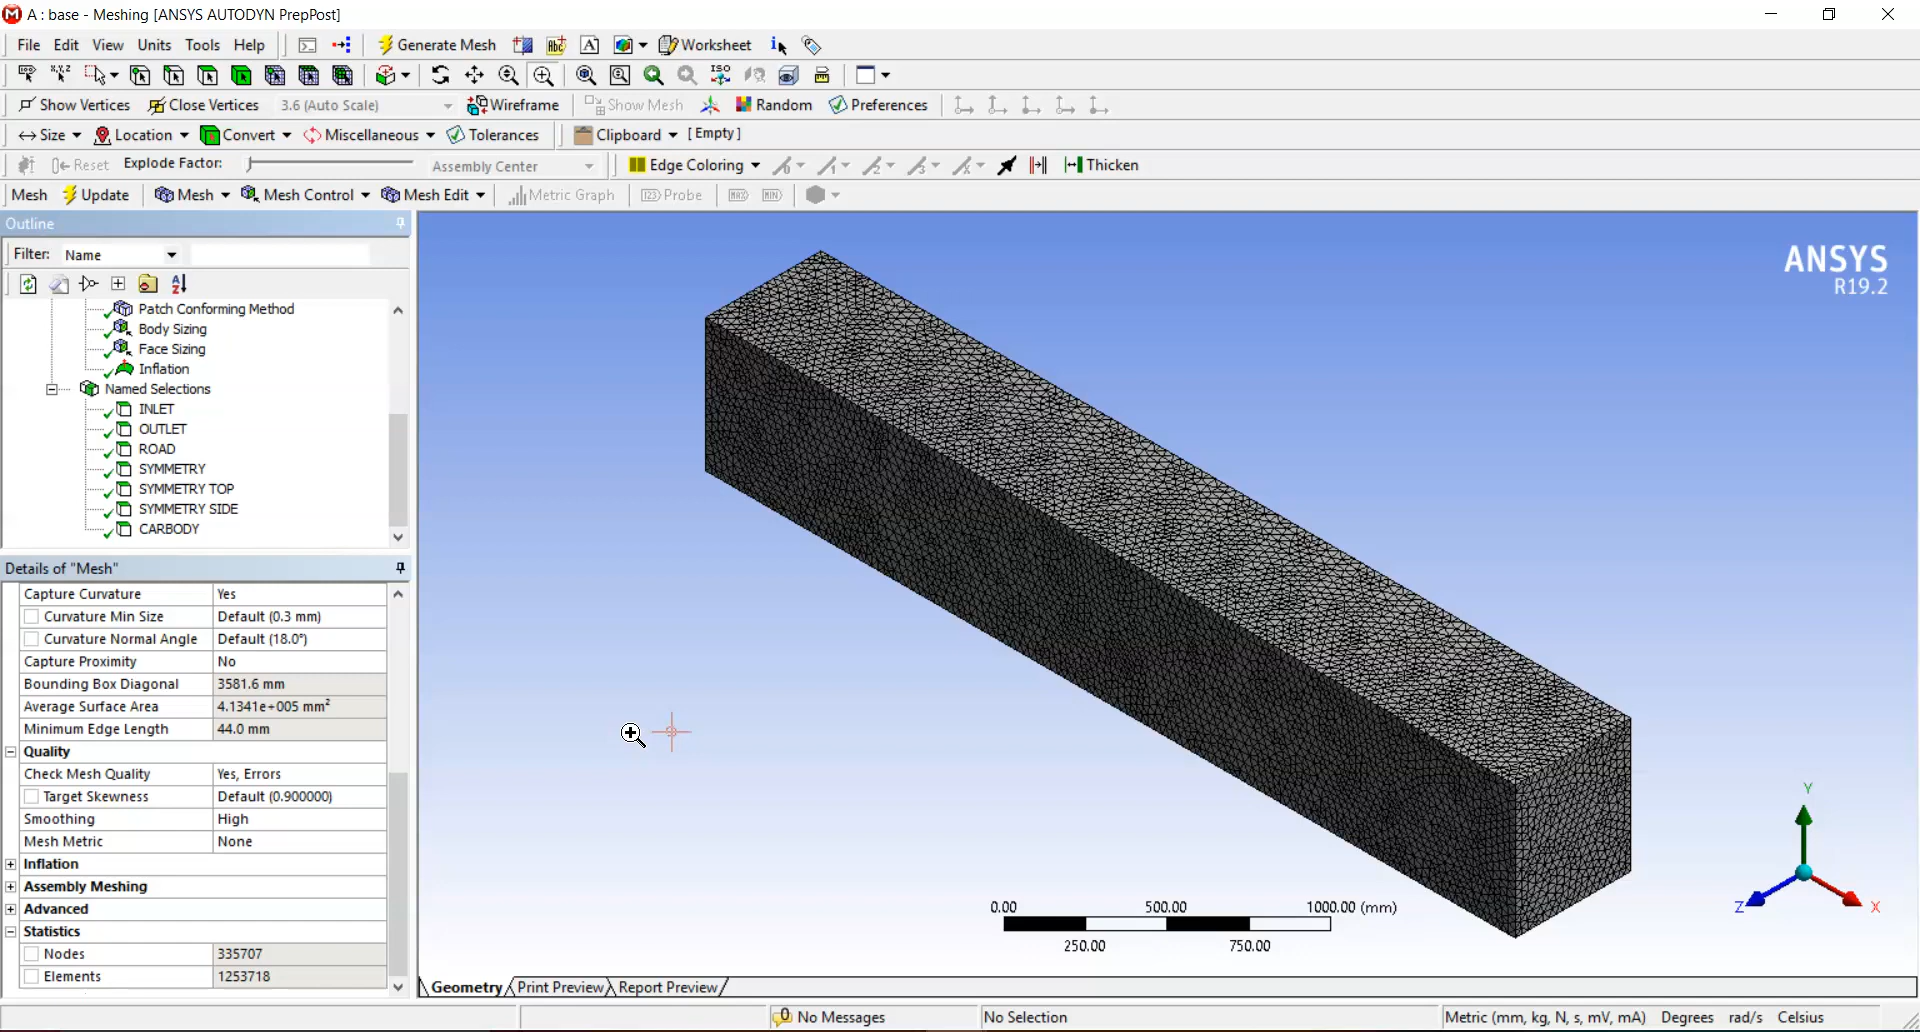 A : base - Meshing [ANSYS AUTODYN PrepPost]
File Edit View Units Tools Help Generate Mesh Worksheet
Show Vertices Close Vertices 3.6 (Auto Scale) Wireframe Show Mesh Random Preferences
Size Location Convert Miscellaneous Tolerances Clipboard [Empty]
Reset Explode Factor: Assembly Center Edge Coloring Thicken
Mesh Update Mesh Mesh Control Mesh Edit Metric Graph Probe
Outline
Filter: Name
Patch Conforming Method
Body Sizing
Face Sizing
Inflation
Named Selections
INLET
OUTLET
ROAD
SYMMETRY
SYMMETRY TOP
SYMMETRY SIDE
CARBODY
Details of "Mesh"
Capture Curvature Yes
Curvature Min Size Default (0.3 mm)
Curvature Normal Angle Default (18.0°)
Capture Proximity No
Bounding Box Diagonal 3581.6 mm
Average Surface Area 4.1341e+005 mm²
Minimum Edge Length 44.0 mm
Quality
Check Mesh Quality Yes, Errors
Target Skewness Default (0.900000)
Smoothing High
Mesh Metric None
Inflation
Assembly Meshing
Advanced
Statistics
Nodes 335707
Elements 1253718
ANSYS
R19.2
Y
Z X
0.00 500.00 1000.00 (mm)
250.00 750.00
Geometry Print Preview Report Preview
0 No Messages No Selection Metric (mm, kg, N, s, mV, mA) Degrees rad/s Celsius